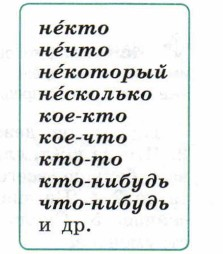 не́кто
не́что
не́который
не́сколько
кое-кто
кое-что
кто-то
кто-нибудь
что-нибудь
и др.